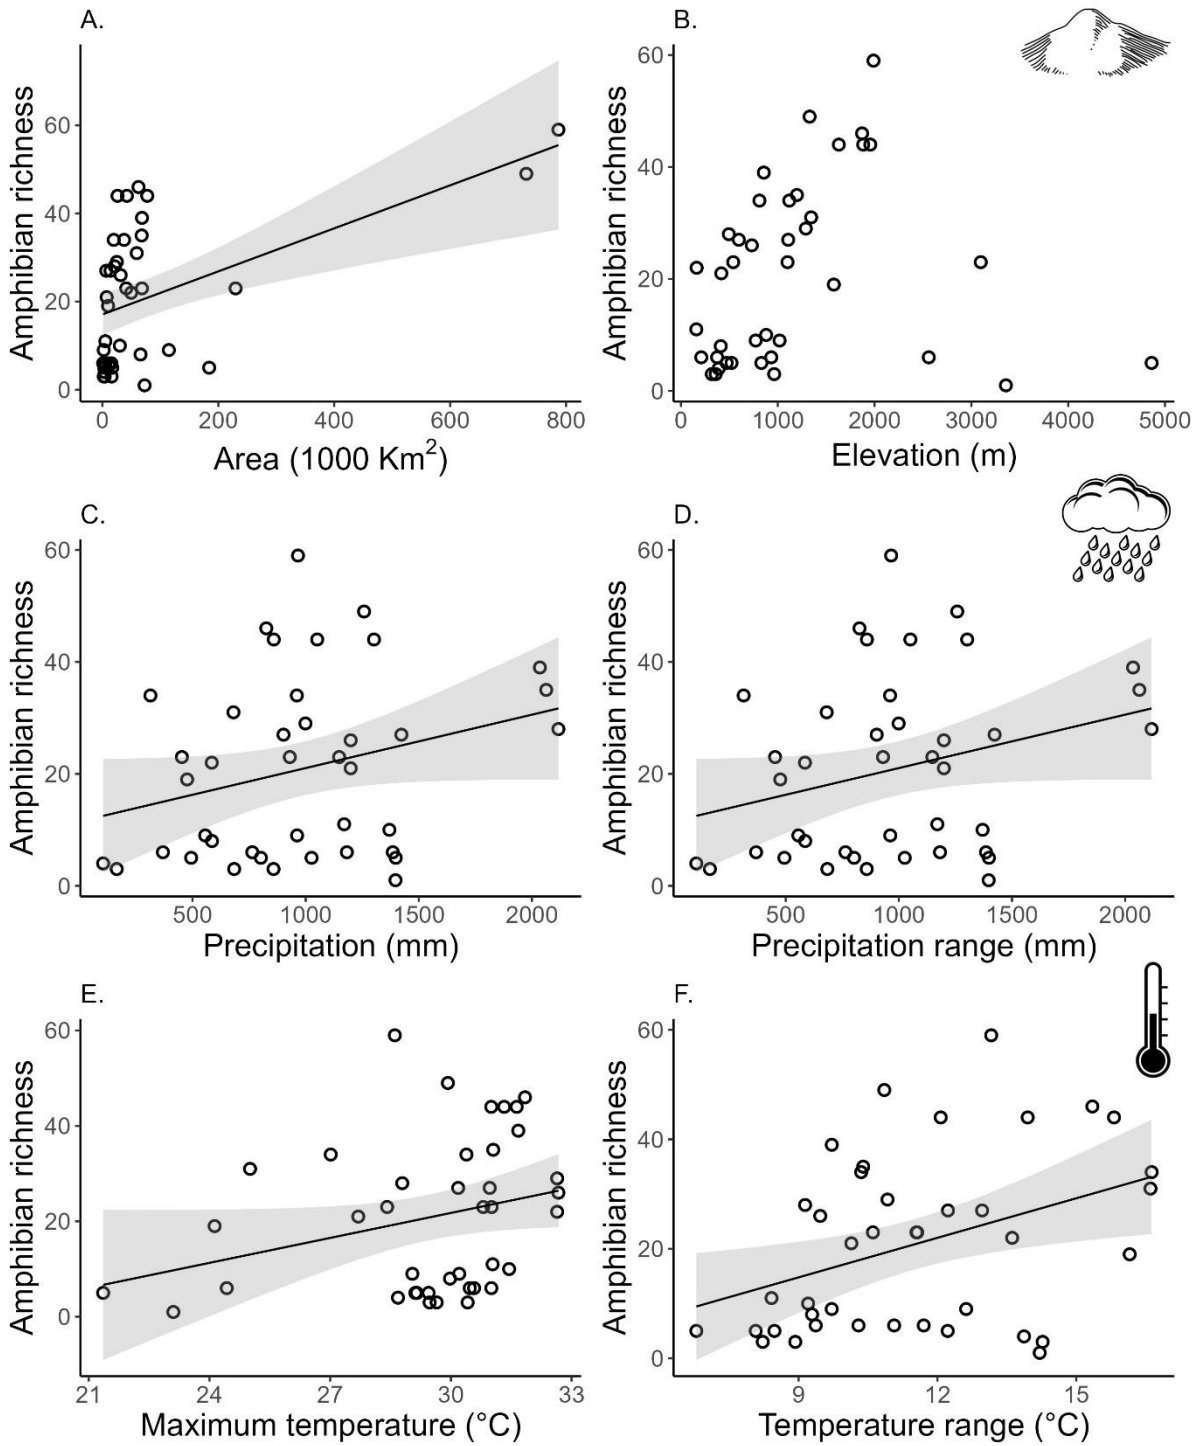 A.
Amphibian richness
60
40
20
0
0 200 400 600 800
Area (1000 Km²)
B.
Amphibian richness
60
40
20
0
0 1000 2000 3000 4000 5000
Elevation (m)
C.
Amphibian richness
60
40
20
0
500 1000 1500 2000
Precipitation (mm)
D.
Amphibian richness
60
40
20
0
500 1000 1500 2000
Precipitation range (mm)
E.
Amphibian richness
60
40
20
0
21 24 27 30 33
Maximum temperature (°C)
F.
Amphibian richness
60
40
20
0
9 12 15
Temperature range (°C)